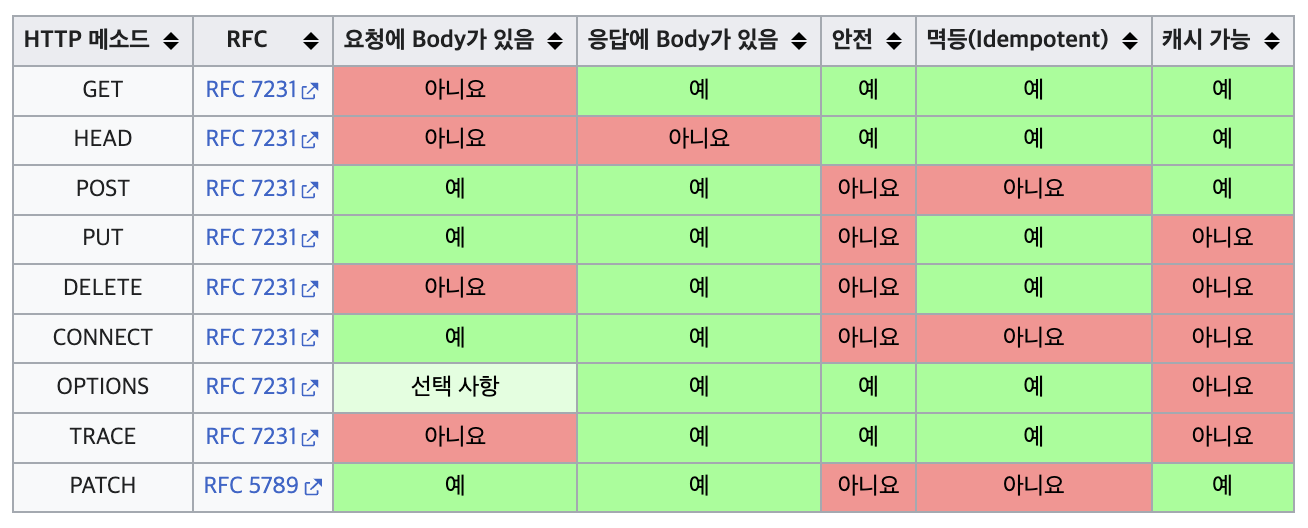 HTTP 메소드 RFC 요청에 Body가 있음 응답에 Body가 있음 안전 멱등(Idempotent) 캐시 가능
GET RFC 7231 아니요 예 예 예 예
HEAD RFC 7231 아니요 아니요 예 예 예
POST RFC 7231 예 예 아니요 아니요 예
PUT RFC 7231 예 예 아니요 예 아니요
DELETE RFC 7231 아니요 예 아니요 예 아니요
CONNECT RFC 7231 예 예 아니요 아니요 아니요
OPTIONS RFC 7231 선택 사항 예 예 예 아니요
TRACE RFC 7231 아니요 예 예 예 아니요
PATCH RFC 5789 예 예 아니요 아니요 예